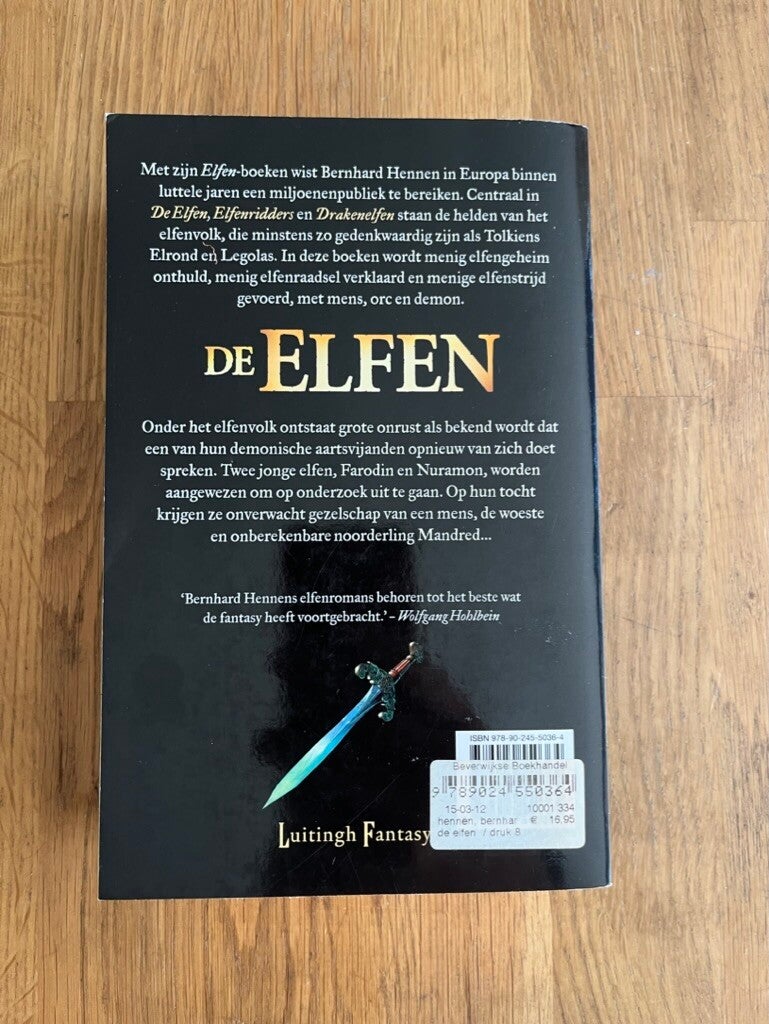 Met zijn Elfen-boeken wist Bernhard Hennen in Europa binnen
luttele jaren een miljoenenpubliek te bereiken. Centraal in
De Elfen, Elfenridders en Drakenelfen staan de helden van het
elfenvolk, die minstens zo gedenkwaardig zijn als Tolkiens
Elrond en Legolas. In deze boeken wordt menig elfengeheim
onthuld, menig elfenraadsel verklaard en menige elfenstrijd
gevoerd, met mens, orc en demon.
DE ELFEN
Onder het elfenvolk ontstaat grote onrust als bekend wordt dat
een van hun demonische aartsvijanden opnieuw van zich doet
spreken. Twee jonge elfen, Farodin en Nuramon, worden
aangewezen om op onderzoek uit te gaan. Op hun tocht
krijgen ze onverwacht gezelschap van een mens, de woeste
en onberekenbare noorderling Mandred...
‘Bernhard Hennens elfenromans behoren tot het beste wat
de fantasy heeft voortgebracht.’ – Wolfgang Hohlbein
ISBN 978-90-245-5036-4
Beverwijkse Boekhandel
9 789024 550364
15-03-12 10001 334
hennen, bernhar € 16.95
de elfen / druk 8
Luitingh Fantasy